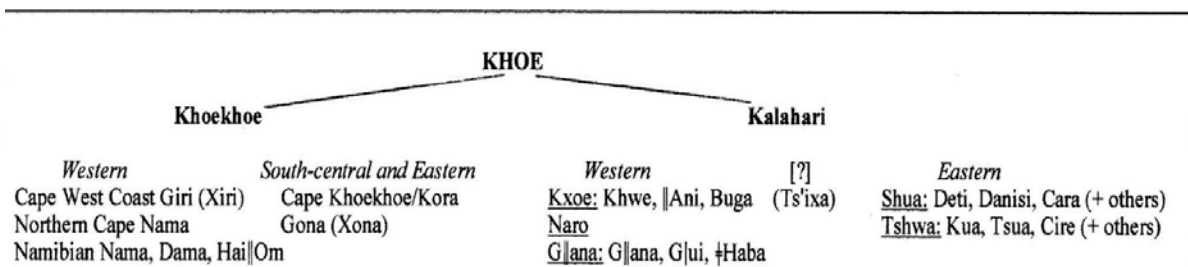 KHOE
Khoekhoe Kalahari
Western South-central and Eastern Western [?] Eastern
Cape West Coast Giri (Xiri) Cape Khoekhoe/Kora Kxoe: Khwe, ǁAni, Buga (Ts'ixa) Shua: Deti, Danisi, Cara (+ others)
Northern Cape Nama Gona (Xona) Naro Tshwa: Kua, Tsua, Cire (+ others)
Namibian Nama, Dama, HaiǁOm Gǁana: Gǁana, Gǀui, ǂHaba